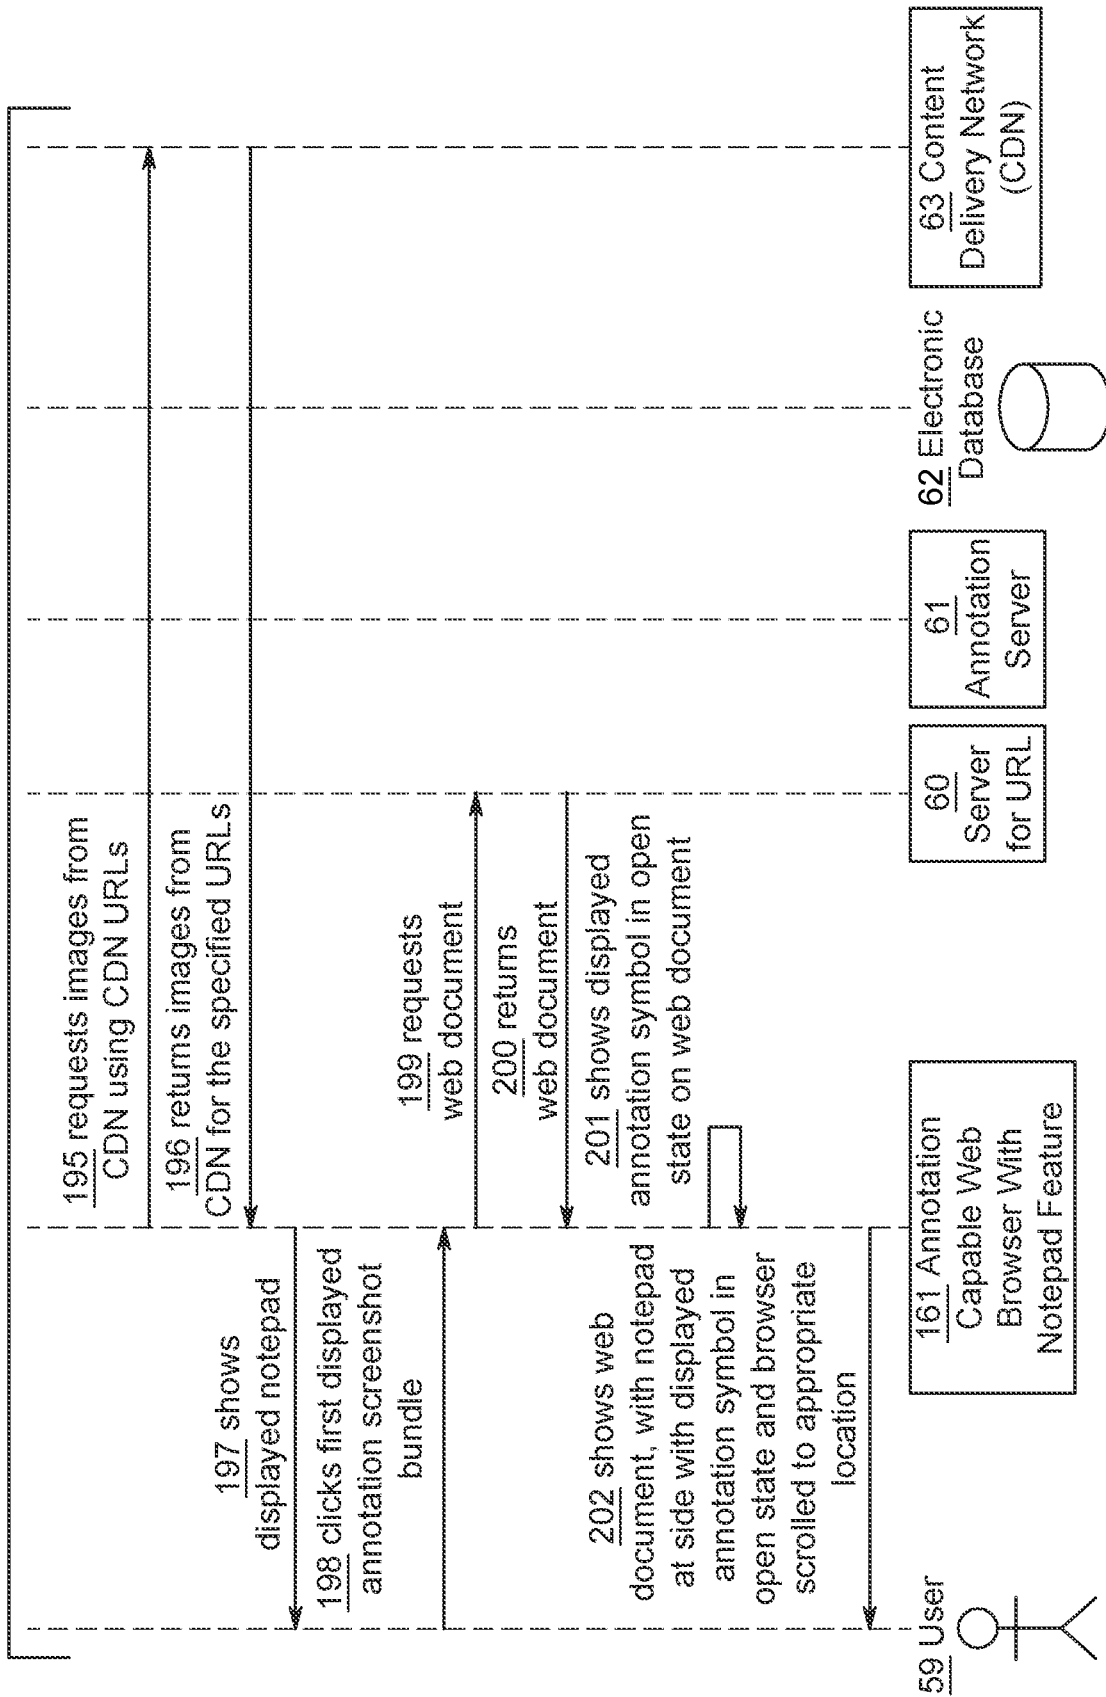 195 requests images from
CDN using CDN URLs
196 returns images from
CDN for the specified URLs
197 shows
displayed notepad
198 clicks first displayed
annotation screenshot
bundle
199 requests
web document
200 returns
web document
201 shows displayed
annotation symbol in open
state on web document
202 shows web
document, with notepad
at side with displayed
annotation symbol in
open state and browser
scrolled to appropriate
location
59 User
161 Annotation
Capable Web
Browser With
Notepad Feature
60
Server
for URL
61
Annotation
Server
62 Electronic
Database
63 Content
Delivery Network
(CDN)